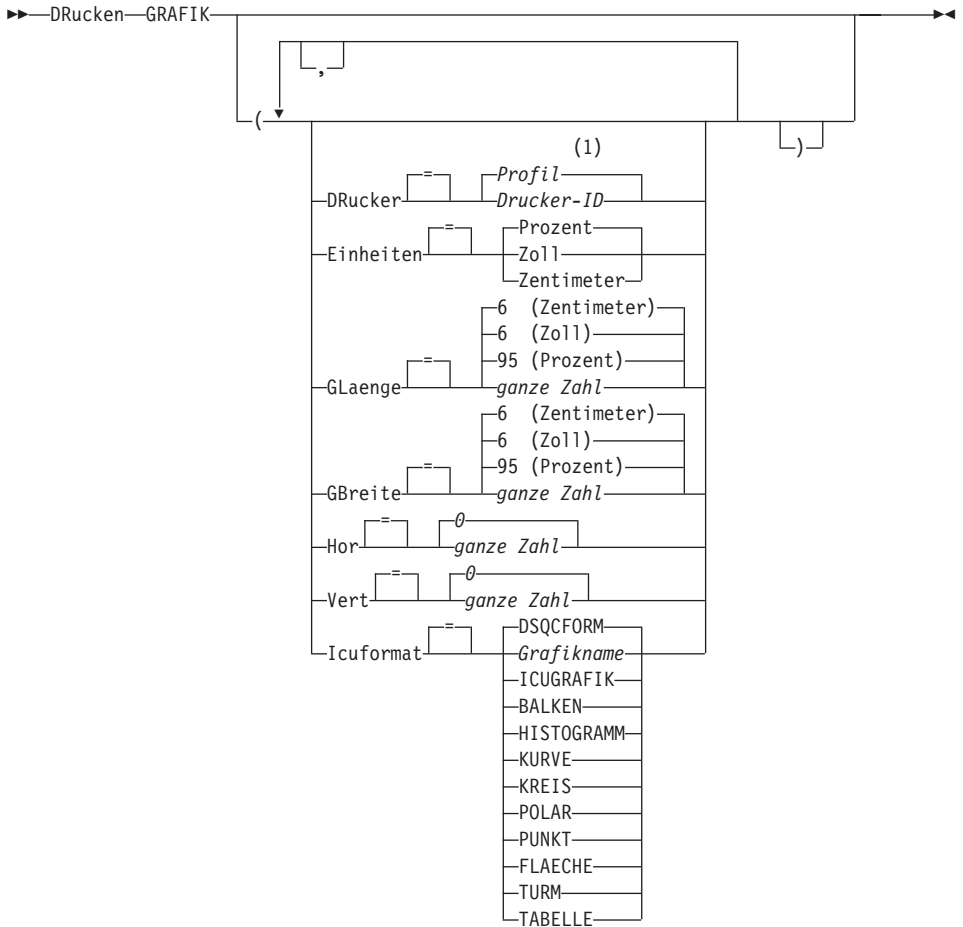 DRucken GRAFIK
,
(
)
(1)
DRucker = Profil
Drucker-ID
Einheiten = Prozent
Zoll
Zentimeter
6 (Zentimeter)
6 (Zoll)
95 (Prozent)
GLaenge = ganze Zahl
6 (Zentimeter)
6 (Zoll)
95 (Prozent)
GBreite = ganze Zahl
Hor = 0
ganze Zahl
Vert = 0
ganze Zahl
Icuformat = DSQCFORM
Grafikname
ICUGRAFIK
BALKEN
HISTOGRAMM
KURVE
KREIS
POLAR
PUNKT
FLAECHE
TURM
TABELLE